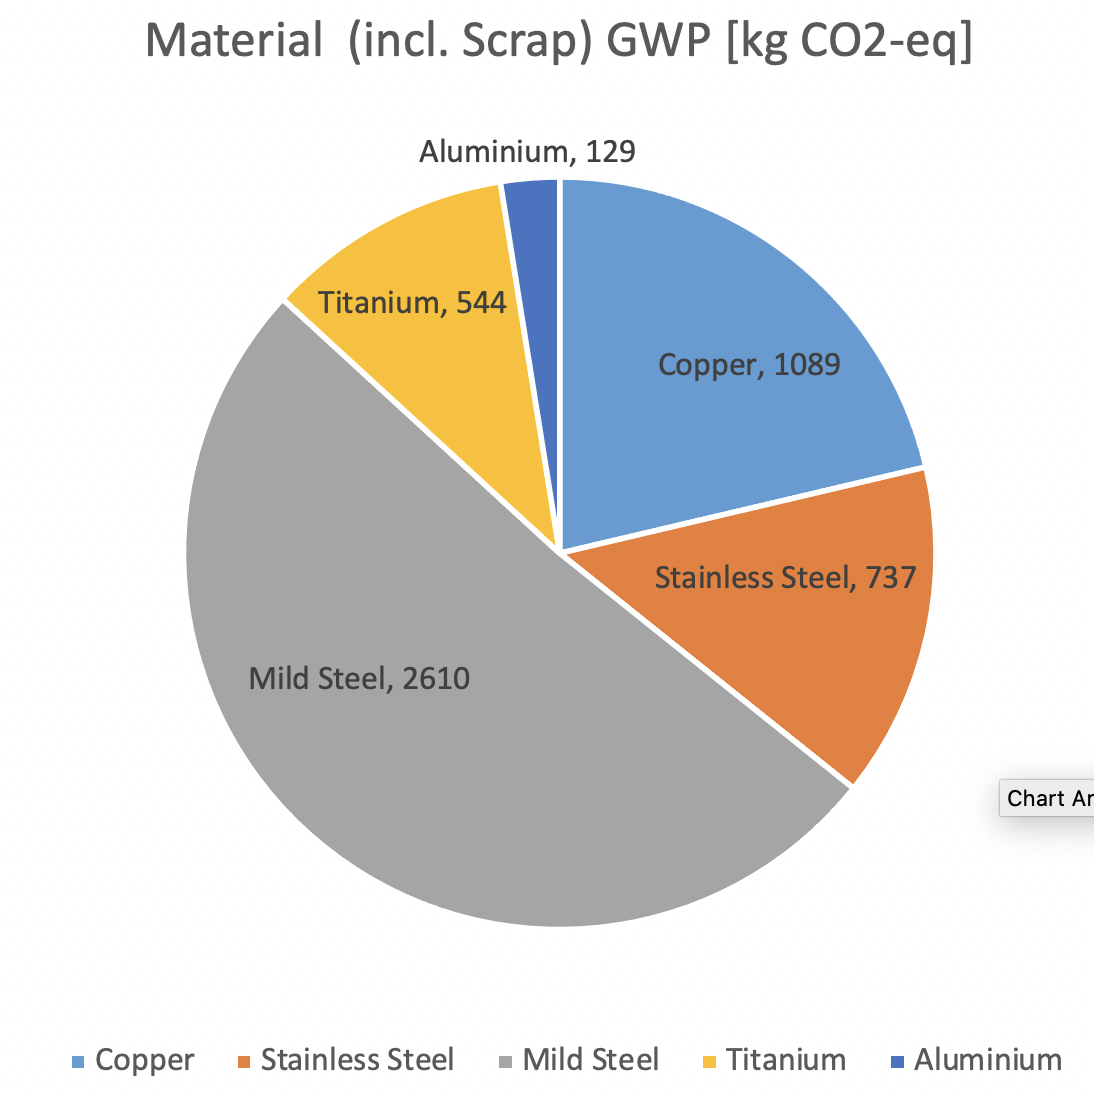 Material  (incl. Scrap) GWP [kg CO2-eq]
Aluminium, 129
Titanium, 544
Copper, 1089
Stainless Steel, 737
Mild Steel, 2610
Chart
Copper
Stainless Steel
Mild Steel
Titanium
Aluminium